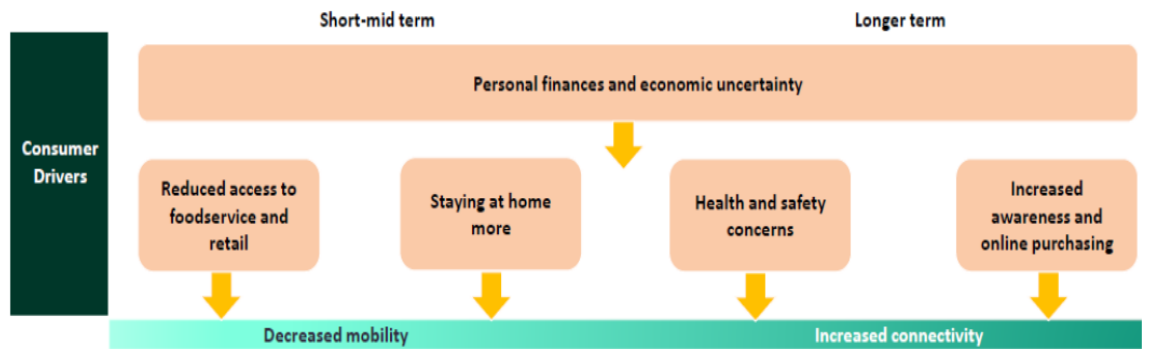 Short-mid term
Longer term
Personal finances and economic uncertainty
Consumer
Drivers
Reduced access to
foodservice and
retail
Staying at home
more
Health and safety
concerns
Increased
awareness and
online purchasing
Decreased mobility
Increased connectivity